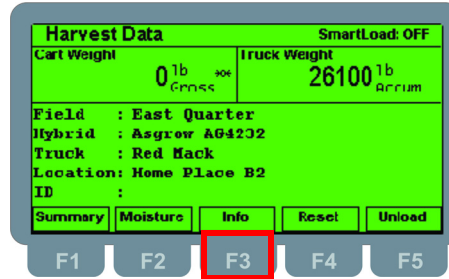 Harvest Data SmartLoad: OFF
Cart Weight Truck Weight
0 lb Gross 26100 lb Accum
Field : East Quarter
Hybrid : Asgrow AG4232
Truck : Red Mack
Location: Home Place B2
ID :
Summary Moisture Info Reset Unload
F1 F2 F3 F4 F5